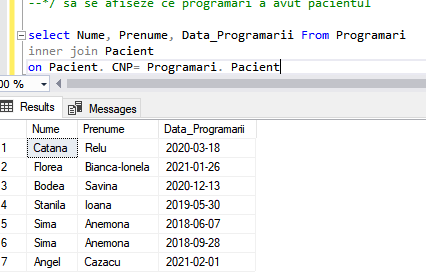 --*/ sa se afiseze ce programari a avut pacientul
select Nume, Prenume, Data_Programarii From Programari
inner join Pacient
on Pacient. CNP= Programari. Pacient
00 %
Results Messages
Nume Prenume Data_Programarii
1 Catana Relu 2020-03-18
2 Florea Bianca-Ionela 2021-01-26
3 Bodea Savina 2020-12-13
4 Stanila Ioana 2019-05-30
5 Sima Anemona 2018-06-07
6 Sima Anemona 2018-09-28
7 Angel Cazacu 2021-02-01